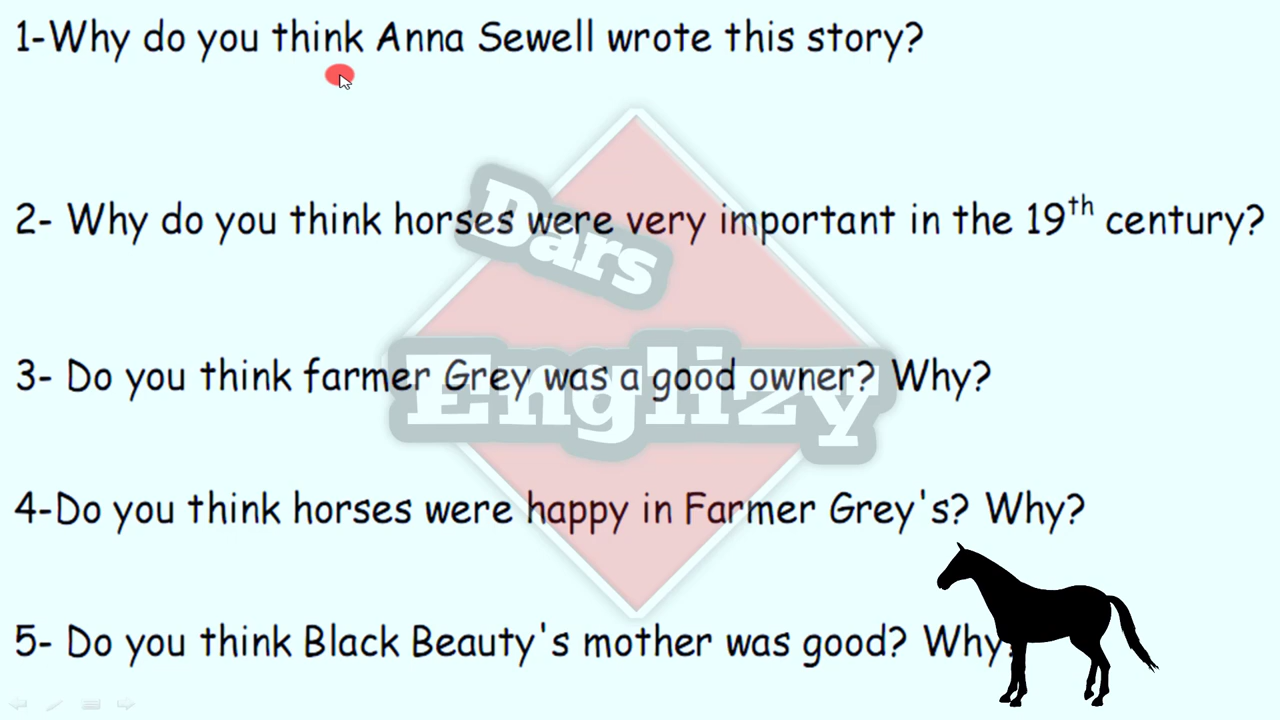 1-Why do you think Anna Sewell wrote this story?
2- Why do you think horses were very important in the 19th century?
3- Do you think farmer Grey was a good owner? Why?
4-Do you think horses were happy in Farmer Grey's? Why?
5- Do you think Black Beauty's mother was good? Why?
Dars
Englizy